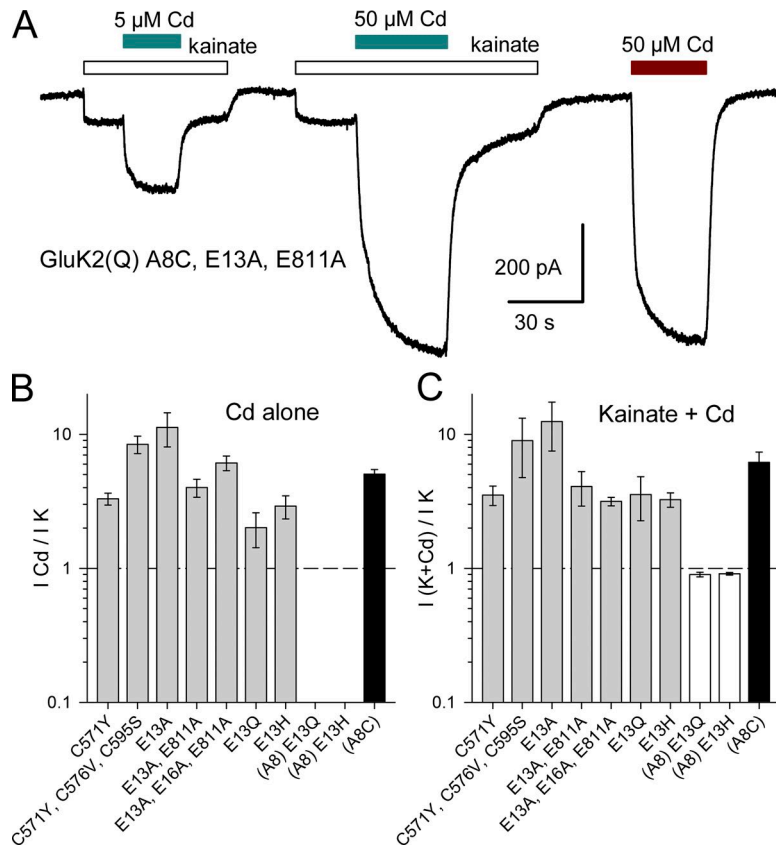 A
5 µM Cd
kainate
50 µM Cd
kainate
50 µM Cd
GluK2(Q) A8C, E13A, E811A
200 pA
30 s
B
Cd alone
I Cd / I K
10
1
0.1
C571Y
C571Y, C576V, C595S
E13A
E13A, E811A
E13A, E16A, E811A
E13Q
E13H
(A8) E13Q
(A8) E13H
(A8C)
C
Kainate + Cd
I (K+Cd) / I K
10
1
0.1
C571Y
C571Y, C576V, C595S
E13A
E13A, E811A
E13A, E16A, E811A
E13Q
E13H
(A8) E13Q
(A8) E13H
(A8C)